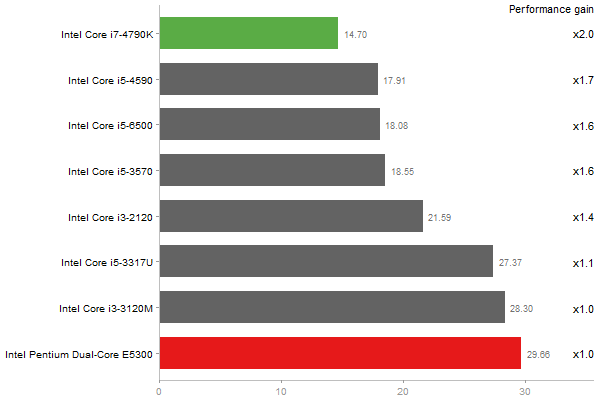 Performance gain
Intel Core i7-4790K 14.70 x2.0
Intel Core i5-4590 17.91 x1.7
Intel Core i5-6500 18.08 x1.6
Intel Core i5-3570 18.55 x1.6
Intel Core i3-2120 21.59 x1.4
Intel Core i5-3317U 27.37 x1.1
Intel Core i3-3120M 28.30 x1.0
Intel Pentium Dual-Core E5300 29.66 x1.0
0 10 20 30